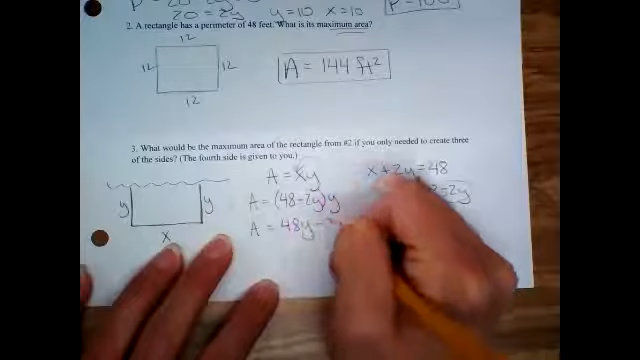 20 = 2y y = 10 x = 10
2. A rectangle has a perimeter of 48 feet. What is its maximum area?
12
12 12
12
A = 144 ft²
3. What would be the maximum area of the rectangle from #2 if you only needed to create three
of the sides? (The fourth side is given to you.)
A = xy
x + 2y = 48
y y
x
A = (48-2y)y
- 2y
A = 48y -